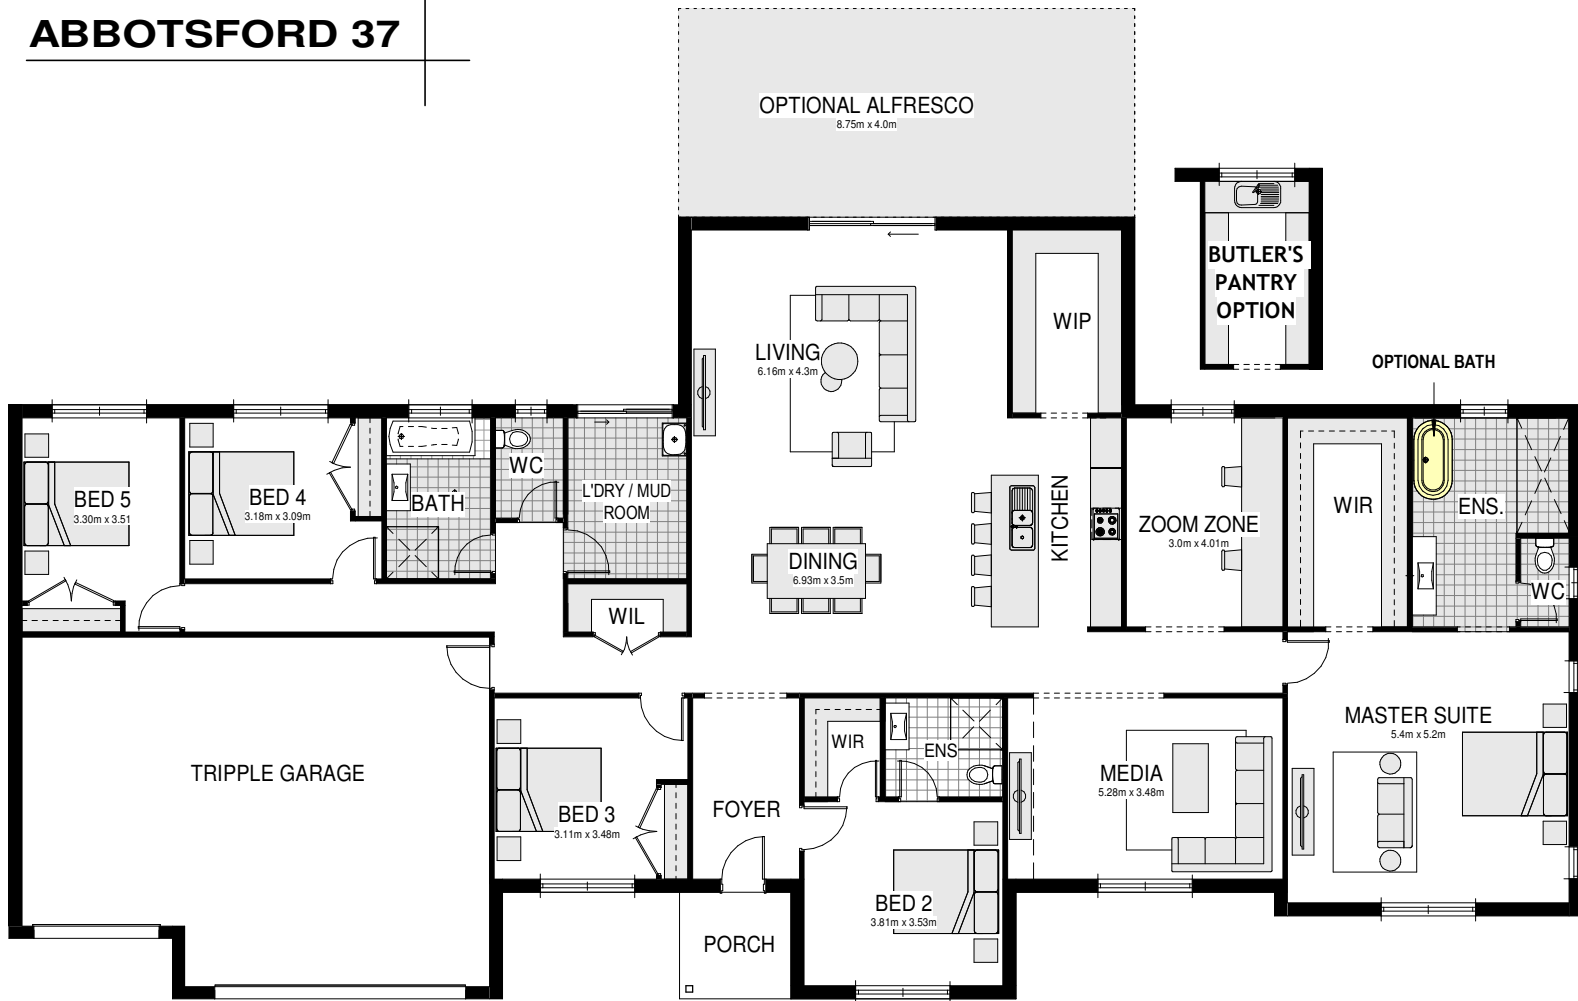 ABBOTSFORD 37
OPTIONAL ALFRESCO
8.75m x 4.0m
BUTLER'S
PANTRY
OPTION
WIP
LIVING
6.16m x 4.3m
OPTIONAL BATH
BED 5
3.30m x 3.51
BED 4
3.18m x 3.09m
BATH
WC
L'DRY / MUD
ROOM
KITCHEN
ZOOM ZONE
3.0m x 4.01m
WIR
ENS.
WC
DINING
6.93m x 3.5m
WIL
MASTER SUITE
5.4m x 5.2m
TRIPPLE GARAGE
BED 3
3.11m x 3.48m
FOYER
WIR
ENS
MEDIA
5.28m x 3.48m
BED 2
3.81m x 3.53m
PORCH